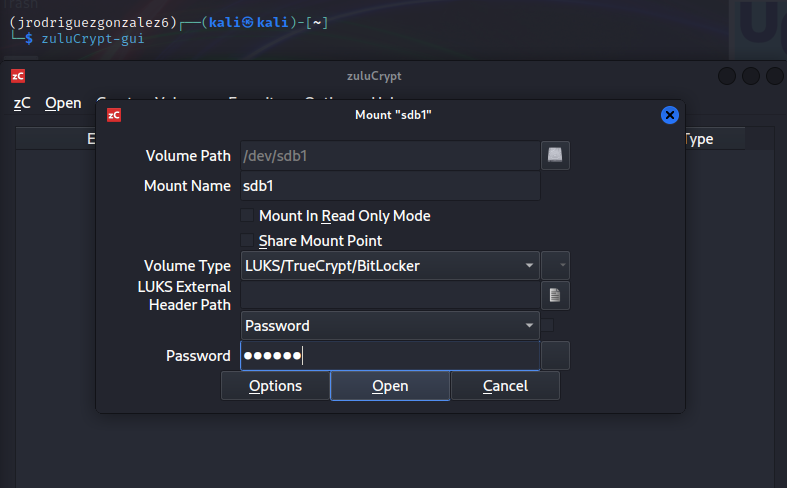 (jrodriguezgonzalez6)┌──(kali㉿kali)-[~]
└─$ zuluCrypt-gui
zC zuluCrypt
zC Open
zC Mount "sdb1"
E Type
Volume Path /dev/sdb1
Mount Name sdb1
Mount In Read Only Mode
Share Mount Point
Volume Type LUKS/TrueCrypt/BitLocker
LUKS External
Header Path
Password
Password ●●●●●●
Options Open Cancel